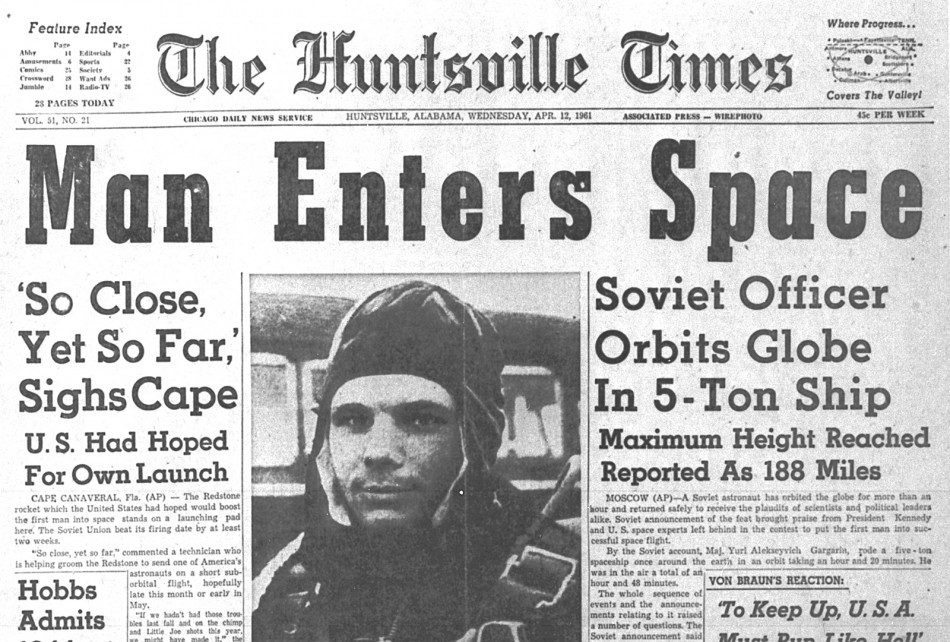 Feature Index
Page Page
Abby 14 Editorials 4
Amusements 6 Sports 22
Comics 25 Society 5
Crossword 19 Want Ads 26
Jumble 14 Radio-TV 26
28 PAGES TODAY
The Huntsville Times
Where Progress...
HUNTSVILLE
Covers The Valley!
VOL. 51, NO. 21
CHICAGO DAILY NEWS SERVICE
HUNTSVILLE, ALABAMA, WEDNESDAY, APR. 12, 1961
ASSOCIATED PRESS — WIREPHOTO
45c PER WEEK
Man Enters Space
'So Close,
Yet So Far,'
Sighs Cape
U.S. Had Hoped
For Own Launch
CAPE CANAVERAL, Fla. (AP) — The Redstone
rocket which the United States had hoped would boost
the first man into space stands on a launching pad
here. The Soviet Union beat its firing date by at least
two weeks.
"So close, yet so far," commented a technician who
is helping groom the Redstone to send one of America's
astronauts on a short sub-
orbital flight, hopefully
late this month or early in
May.
"If we hadn't had those trou-
bles last fall and on the chimp
and Little Joe shots this year,
we might have made it," the
Hobbs
Admits
Soviet Officer
Orbits Globe
In 5-Ton Ship
Maximum Height Reached
Reported As 188 Miles
MOSCOW (AP)—A Soviet astronaut has orbited the globe for more than an
hour and returned safely to receive the plaudits of scientists and political leaders
alike. Soviet announcement of the feat brought praise from President Kennedy
and U. S. space experts left behind in the contest to put the first man into suc-
cessful space flight.
By the Soviet account, Maj. Yuri Alekseyvich Gargarin, rode a five-ton
spaceship once around the earth in an orbit taking an hour and 29 minutes. He
was in the air a total of an
hour and 48 minutes.
The whole sequence of
events and the announce-
ments relating to it raised
a number of questions. The
Soviet announcement said
VON BRAUN'S REACTION:
'To Keep Up, U. S. A.
Must Run Like Hell'